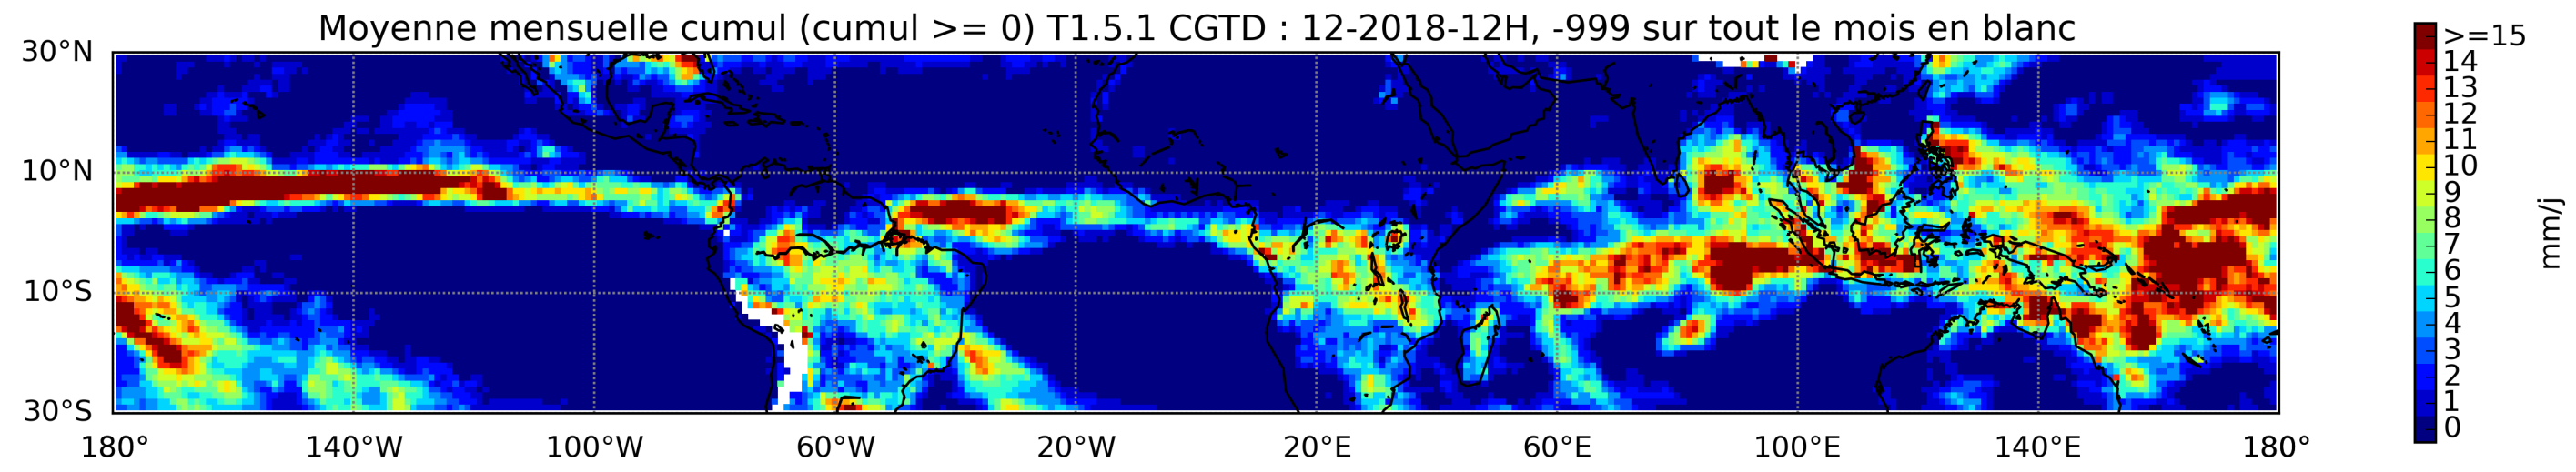 Moyenne mensuelle cumul (cumul >= 0) T1.5.1 CGTD : 12-2018-12H, -999 sur tout le mois en blanc
30°N
10°N
10°S
30°S
180° 140°W 100°W 60°W 20°W 20°E 60°E 100°E 140°E 180°
>=15
14
13
12
11
10
9
8
7
6
5
4
3
2
1
0
mm/j